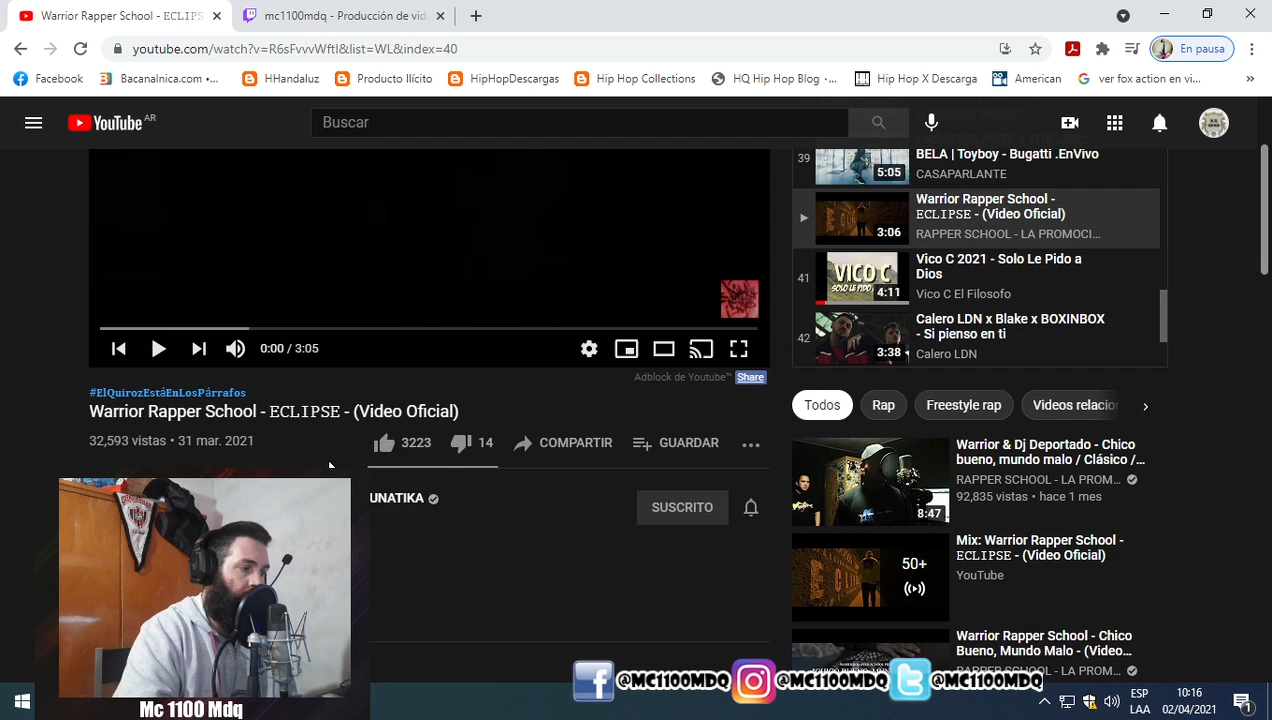 Warrior Rapper School - ECLIPS
mc1100mdq - Producción de vid
youtube.com/watch?v=R6sFvvvWftI&list=WL&index=40
En pausa
Facebook
Bacanalnica.com •...
HHandaluz
Producto Ilícito
HipHopDescargas
Hip Hop Collections
HQ Hip Hop Blog -...
Hip Hop X Descarga
American
ver fox action en vi...
YouTube AR
Buscar
39
BELA | Toyboy - Bugatti .EnVivo
CASAPARLANTE
5:05
Warrior Rapper School -
ECLIPSE - (Video Oficial)
RAPPER SCHOOL - LA PROMOCI...
3:06
41
Vico C 2021 - Solo Le Pido a
Dios
Vico C El Filosofo
VICO C
4:11
42
Calero LDN x Blake x BOXINBOX
- Si pienso en ti
Calero LDN
3:38
0:00 / 3:05
Adblock de Youtube™ Share
#ElQuirozEstáEnLosPárrafos
Warrior Rapper School - ECLIPSE - (Video Oficial)
32,593 vistas • 31 mar. 2021
3223
14
COMPARTIR
GUARDAR
UNATIKA
SUSCRITO
Todos
Rap
Freestyle rap
Videos relacior
Warrior & Dj Deportado - Chico
bueno, mundo malo / Clásico /...
RAPPER SCHOOL - LA PROM...
92,835 vistas • hace 1 mes
8:47
Mix: Warrior Rapper School -
ECLIPSE - (Video Oficial)
YouTube
50+
Warrior Rapper School - Chico
Bueno, Mundo Malo - (Video...
RAPPER SCHOOL - LA PROM...
@MC1100MDQ
@MC1100MDQ
@MC1100MDQ
Mc 1100 Mdq
ESP
LAA
10:16
02/04/2021
1